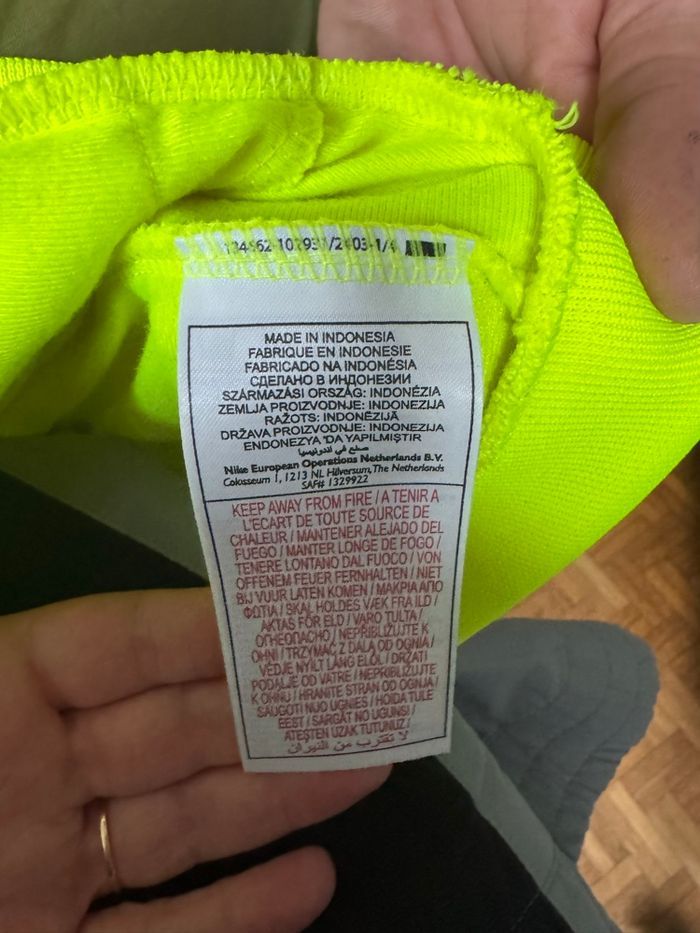 MADE IN INDONESIA
FABRIQUE EN INDONESIE
FABRICADO NA INDONÉSIA
СДЕЛАНО В ИНДОНЕЗИИ
SZÁRMAZÁSI ORSZÁG: INDONÉZIA
ZEMLJA PROIZVODNJE: INDONEZIJA
RAŽOTS: INDONĒZIJĀ
DRŽAVA PROIZVODNJE: INDONEZIJA
ENDONEZYA 'DA YAPILMIŞTIR
صنع في اندونيسيا
Nike European Operations Netherlands B.V.
Colosseum 1, 1213 NL Hilversum, The Netherlands
SAF# 1329922
KEEP AWAY FROM FIRE / A TENIR A
L'ECART DE TOUTE SOURCE DE
CHALEUR / MANTENER ALEJADO DEL
FUEGO / MANTER LONGE DE FOGO /
TENERE LONTANO DAL FUOCO / VON
OFFENEM FEUER FERNHALTEN / NIET
BIJ VUUR LATEN KOMEN / ΜΑΚΡΙΑ ΑΠΟ
ΦΩΤΙΑ / SKAL HOLDES VÆK FRA ILD /
AKTAS FÖR ELD / VARO TULTA /
ОГНЕОПАСНО / NEPŘIBLIŽUJTE K
OHNI / TRZYMAĆ Z DALA OD OGNIA /
VÉDJE NYÍLT LÁNG ELŐL / DRŽATI
PODALJE OD VATRE / NEPRIBLIŽUJTE
K OHŇU / HRANITE STRAN OD OGNJA /
SAUGOTI NUO UGNIES / HOIDA TULE
EEST / SARGĀT NO UGUNS /
ATEŞTEN UZAK TUTUNUZ /
لا تقترب من النيران